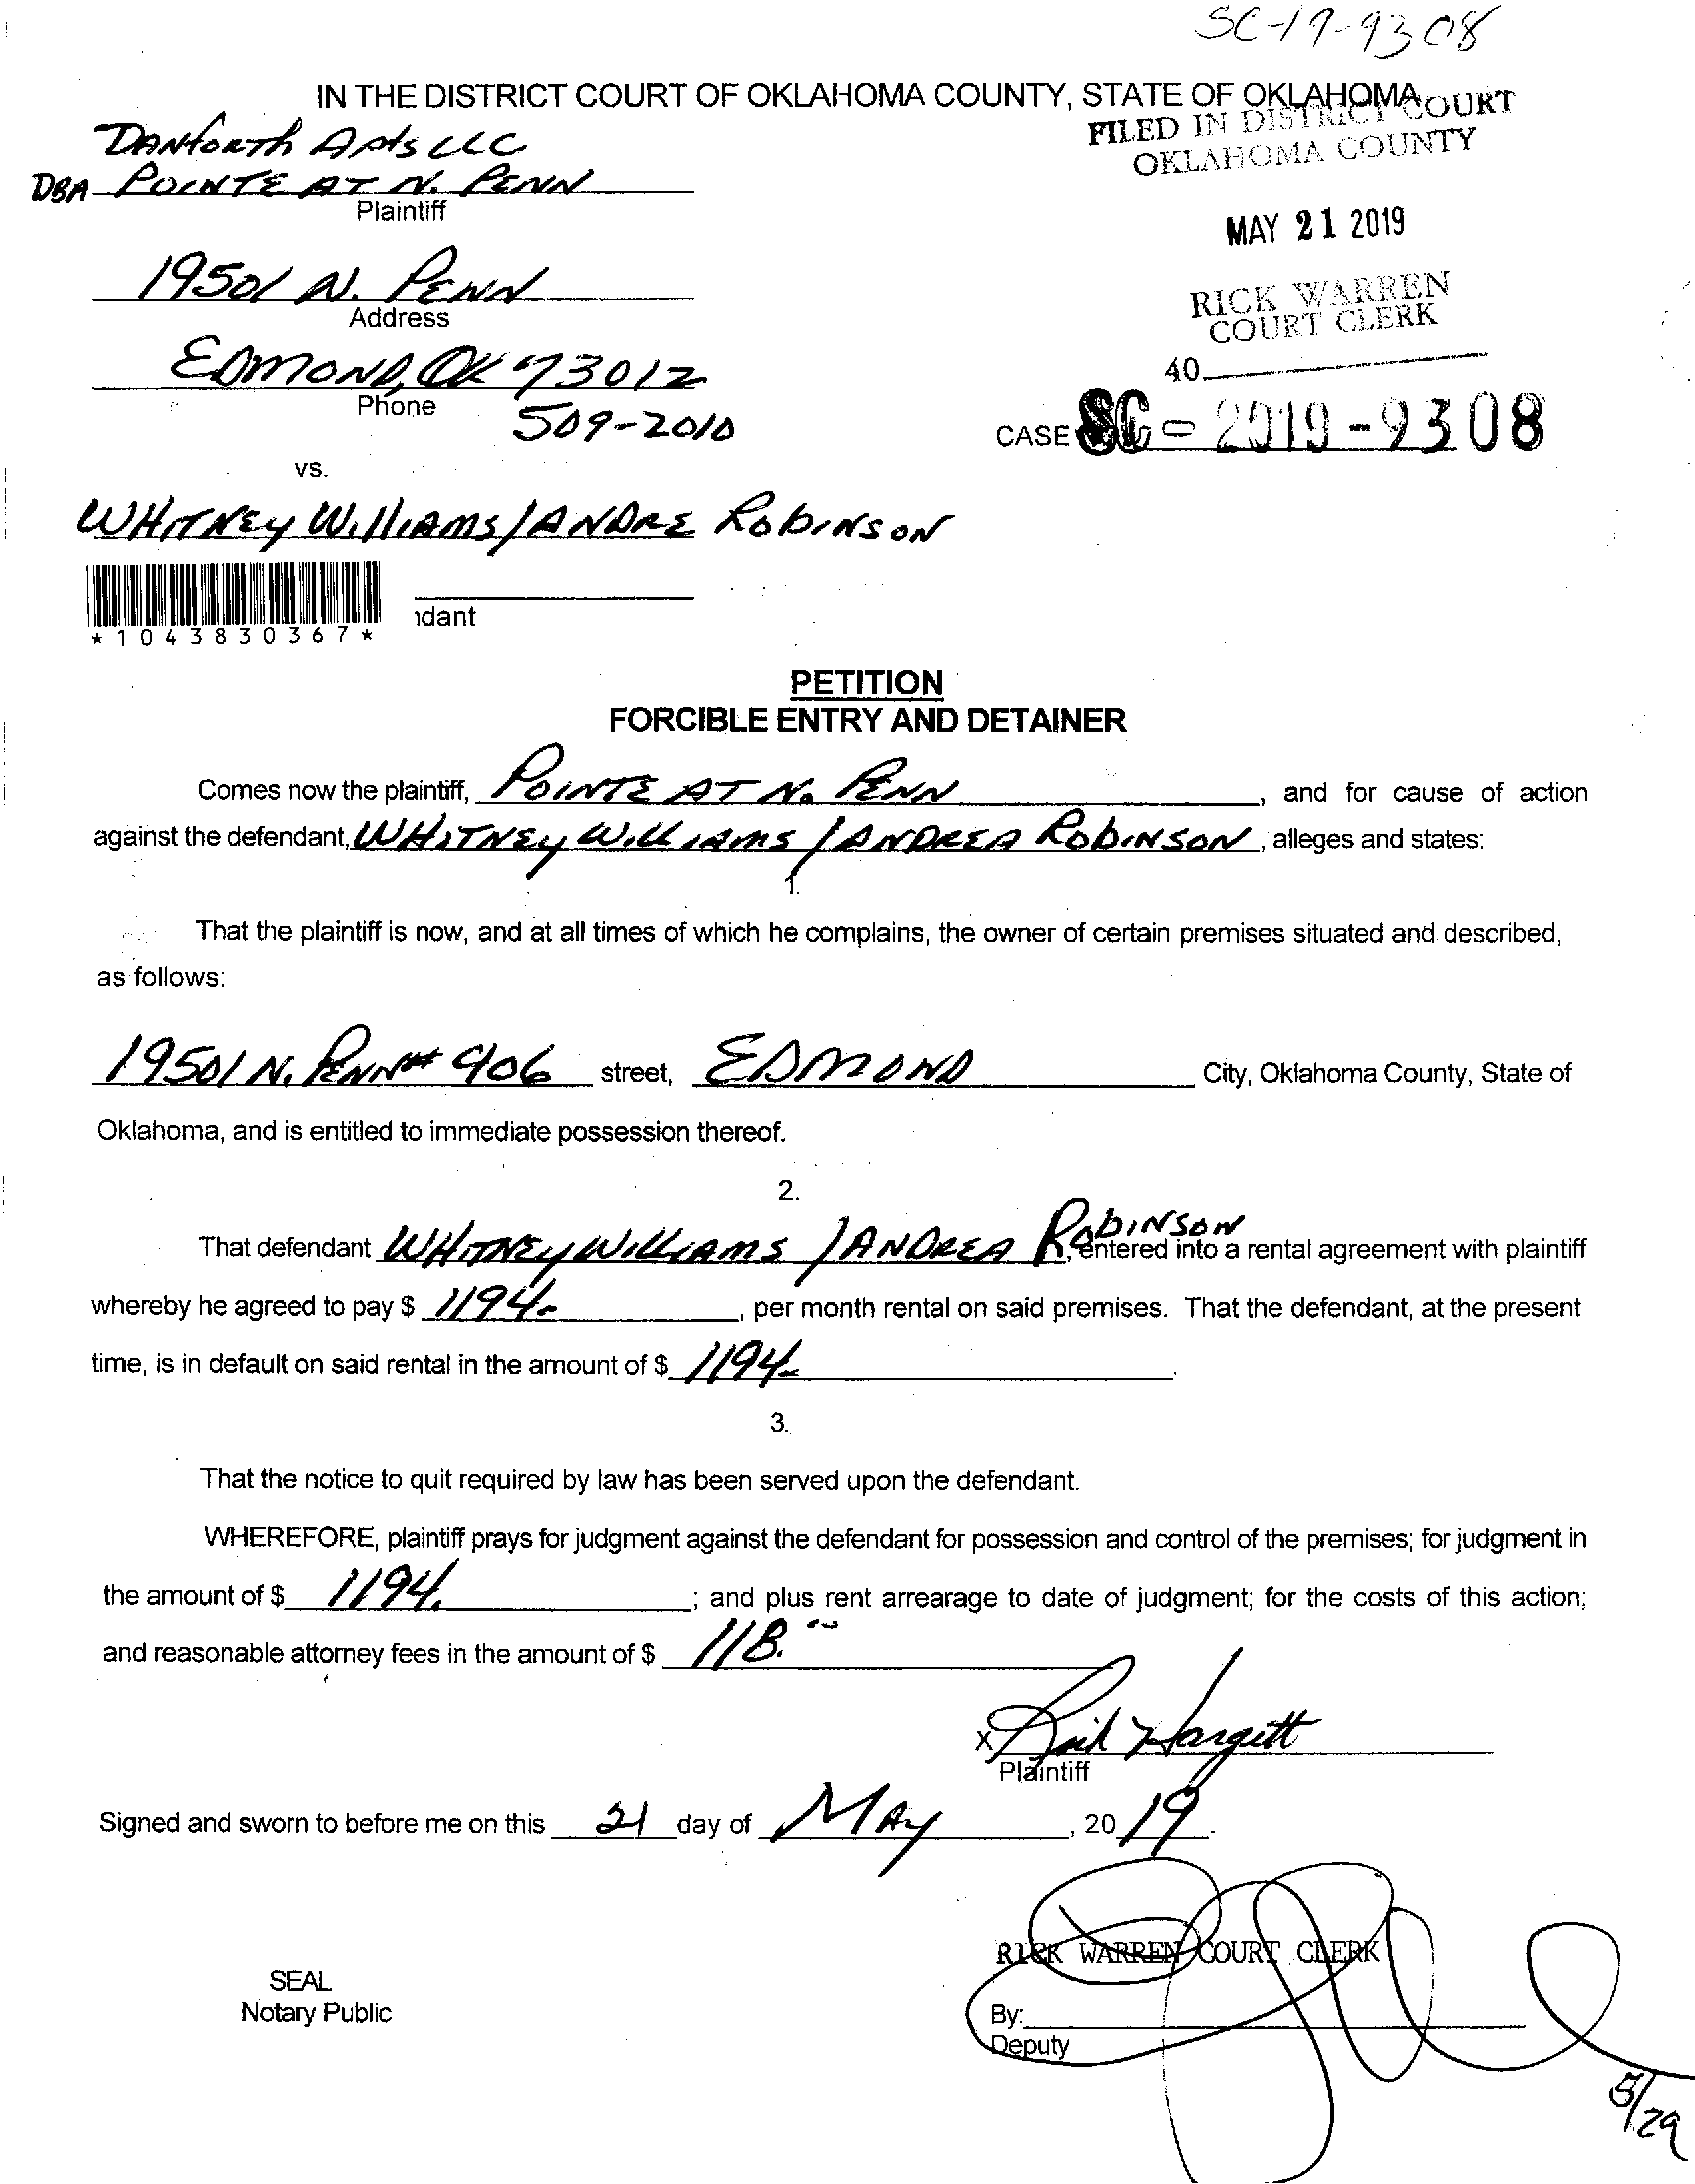 SC-19-9308
IN THE DISTRICT COURT OF OKLAHOMA COUNTY, STATE OF OKLAHOMA
FILED IN DISTRICT COURT
OKLAHOMA COUNTY
MAY 21 2019
RICK WARREN
COURT CLERK
40
CASE SC-2019-9308
DANFORTH Apts LLC
DBA POINTE AT N. PENN
Plaintiff
19501 N. PENN
Address
EDMOND, OK 73012
Phone
509-2010
vs.
WHITNEY WILLIAMS / ANDRE ROBINSON
*1043830367*
ndant
PETITION
FORCIBLE ENTRY AND DETAINER
Comes now the plaintiff, POINTE AT N. PENN, and for cause of action
against the defendant, WHITNEY WILLIAMS / ANDREA ROBINSON, alleges and states:
1.
That the plaintiff is now, and at all times of which he complains, the owner of certain premises situated and described,
as follows:
19501 N. PENN # 906 street, EDMOND City, Oklahoma County, State of
Oklahoma, and is entitled to immediate possession thereof.
2.
That defendant WHITNEY WILLIAMS / ANDREA ROBINSON, entered into a rental agreement with plaintiff
whereby he agreed to pay $ 1194-, per month rental on said premises. That the defendant, at the present
time, is in default on said rental in the amount of $ 1194-.
3.
That the notice to quit required by law has been served upon the defendant.
WHEREFORE, plaintiff prays for judgment against the defendant for possession and control of the premises; for judgment in
the amount of $ 1194. ; and plus rent arrearage to date of judgment; for the costs of this action;
and reasonable attorney fees in the amount of $ 118.
X Hargett
Plaintiff
Signed and sworn to before me on this 21 day of MAY, 20 19.
RICK WARREN COURT CLERK
SEAL
Notary Public
By:
Deputy
5/29